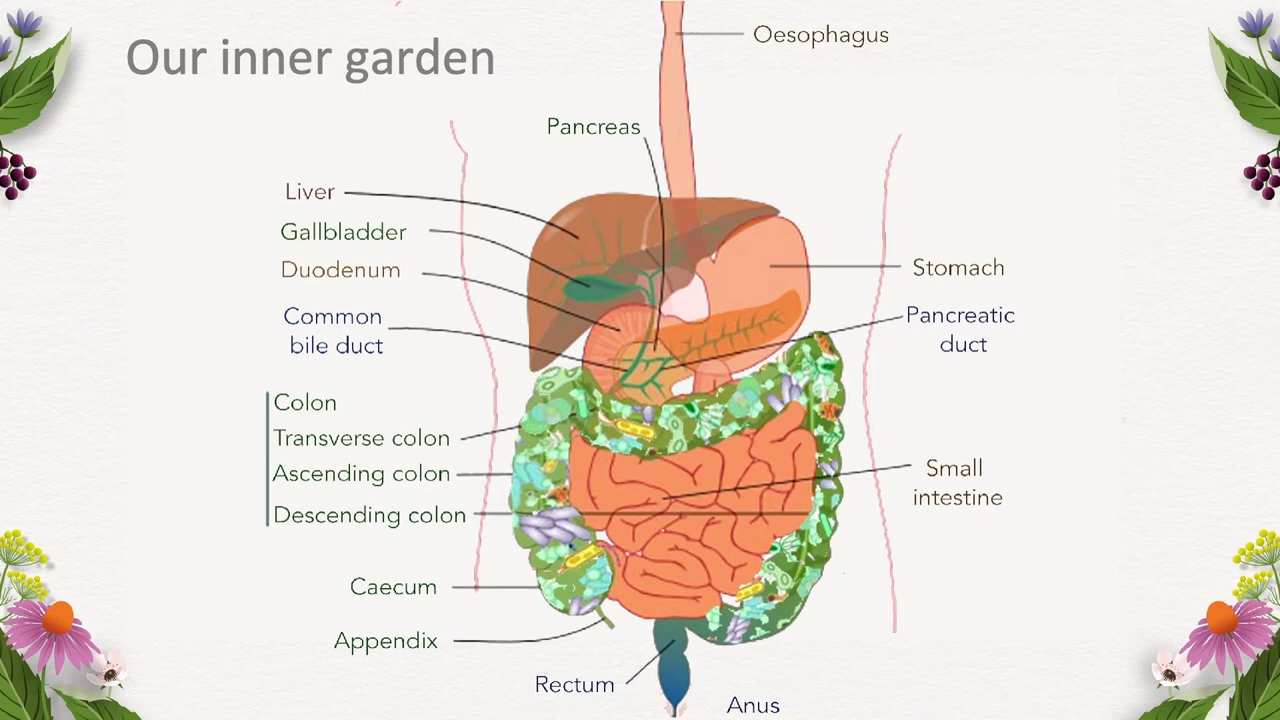 Our inner garden
Oesophagus
Pancreas
Liver
Gallbladder
Duodenum
Common
bile duct
Stomach
Pancreatic
duct
Colon
Transverse colon
Ascending colon
Descending colon
Small
intestine
Caecum
Appendix
Rectum
Anus